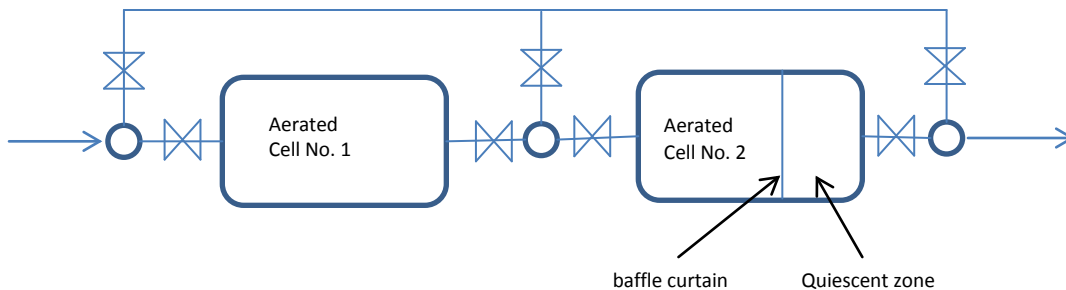 Aerated
Cell No. 1
Aerated
Cell No. 2
baffle curtain
Quiescent zone